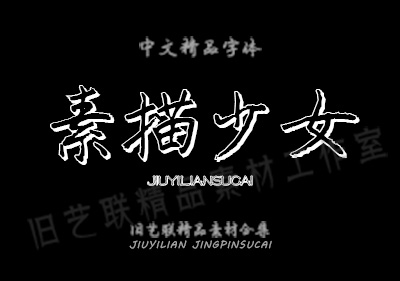 中文精品字体
素描少女
JIUYILIANSUCAI
旧艺联精品素材工作室
旧艺联精品素材合集
JIUYILIAN JINGPINSUCAI